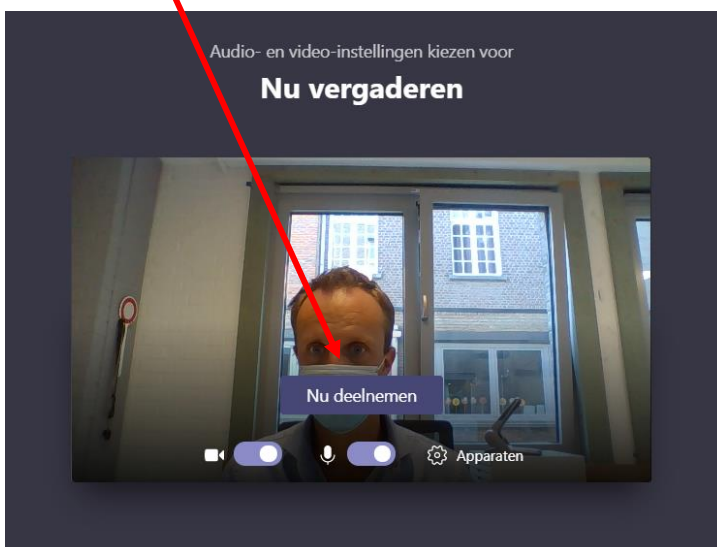 Audio- en video-instellingen kiezen voor
Nu vergaderen
Nu deelnemen
Apparaten